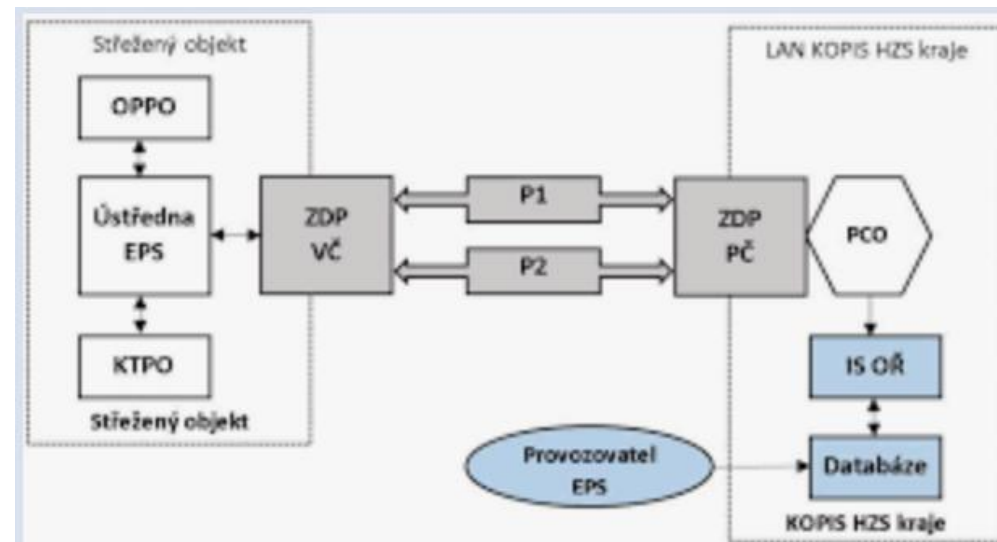 Střežený objekt
OPPO
Ústředna
EPS
KTPO
Střežený objekt
ZDP
VČ
P1
P2
LAN KOPIS HZS kraje
ZDP
PČ
PCO
IS OŘ
Databáze
KOPIS HZS kraje
Provozovatel
EPS